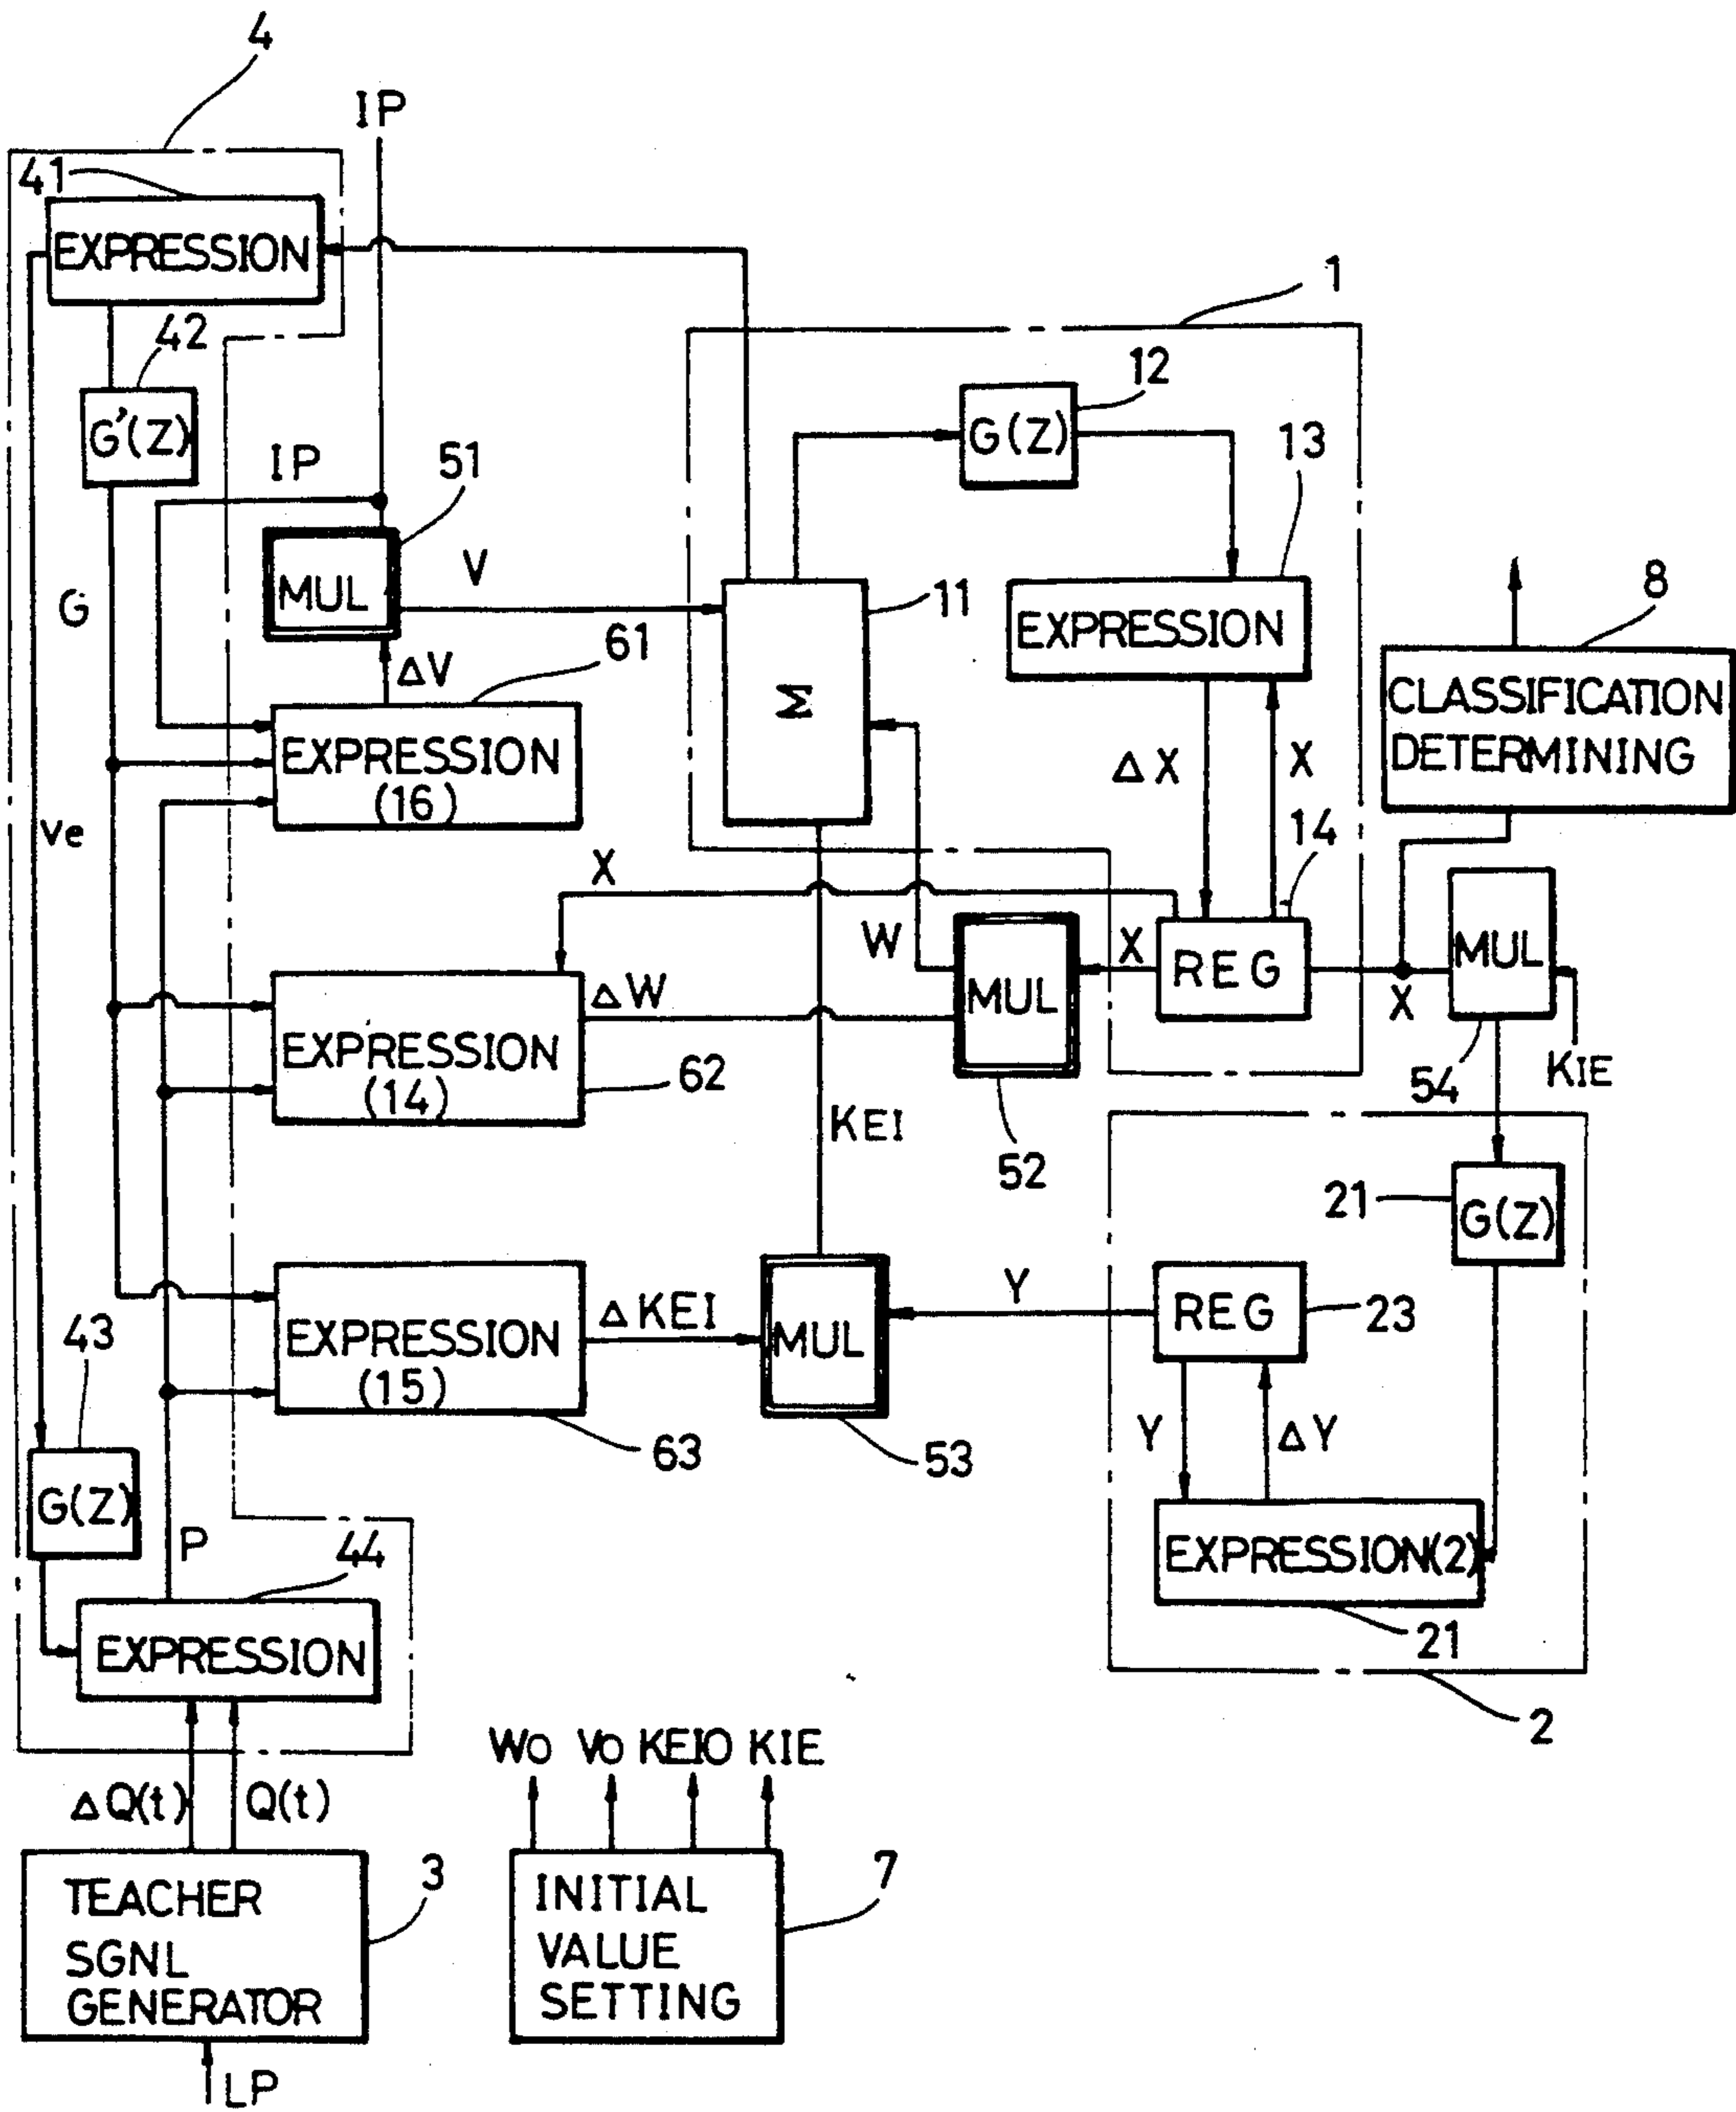 4
IP
41
EXPRESSION
1
42
12
G'(Z)
G(Z)
13
IP
51
MUL
V
G
11
EXPRESSION
8
61
ΔV
Σ
CLASSIFICATION
DETERMINING
EXPRESSION
(16)
ΔX
X
Ve
14
X
W
X
REG
MUL
MUL
X
ΔW
EXPRESSION
(14)
62
54
KIE
KEI
52
21
G(Z)
Y
REG
23
ΔKEI
43
EXPRESSION
(15)
MUL
63
53
Y
ΔY
G(Z)
P
44
EXPRESSION(2)
EXPRESSION
21
2
Wo Vo KEIO KIE
ΔQ(t)
Q(t)
3
7
TEACHER
SGNL
GENERATOR
INITIAL
VALUE
SETTING
LP